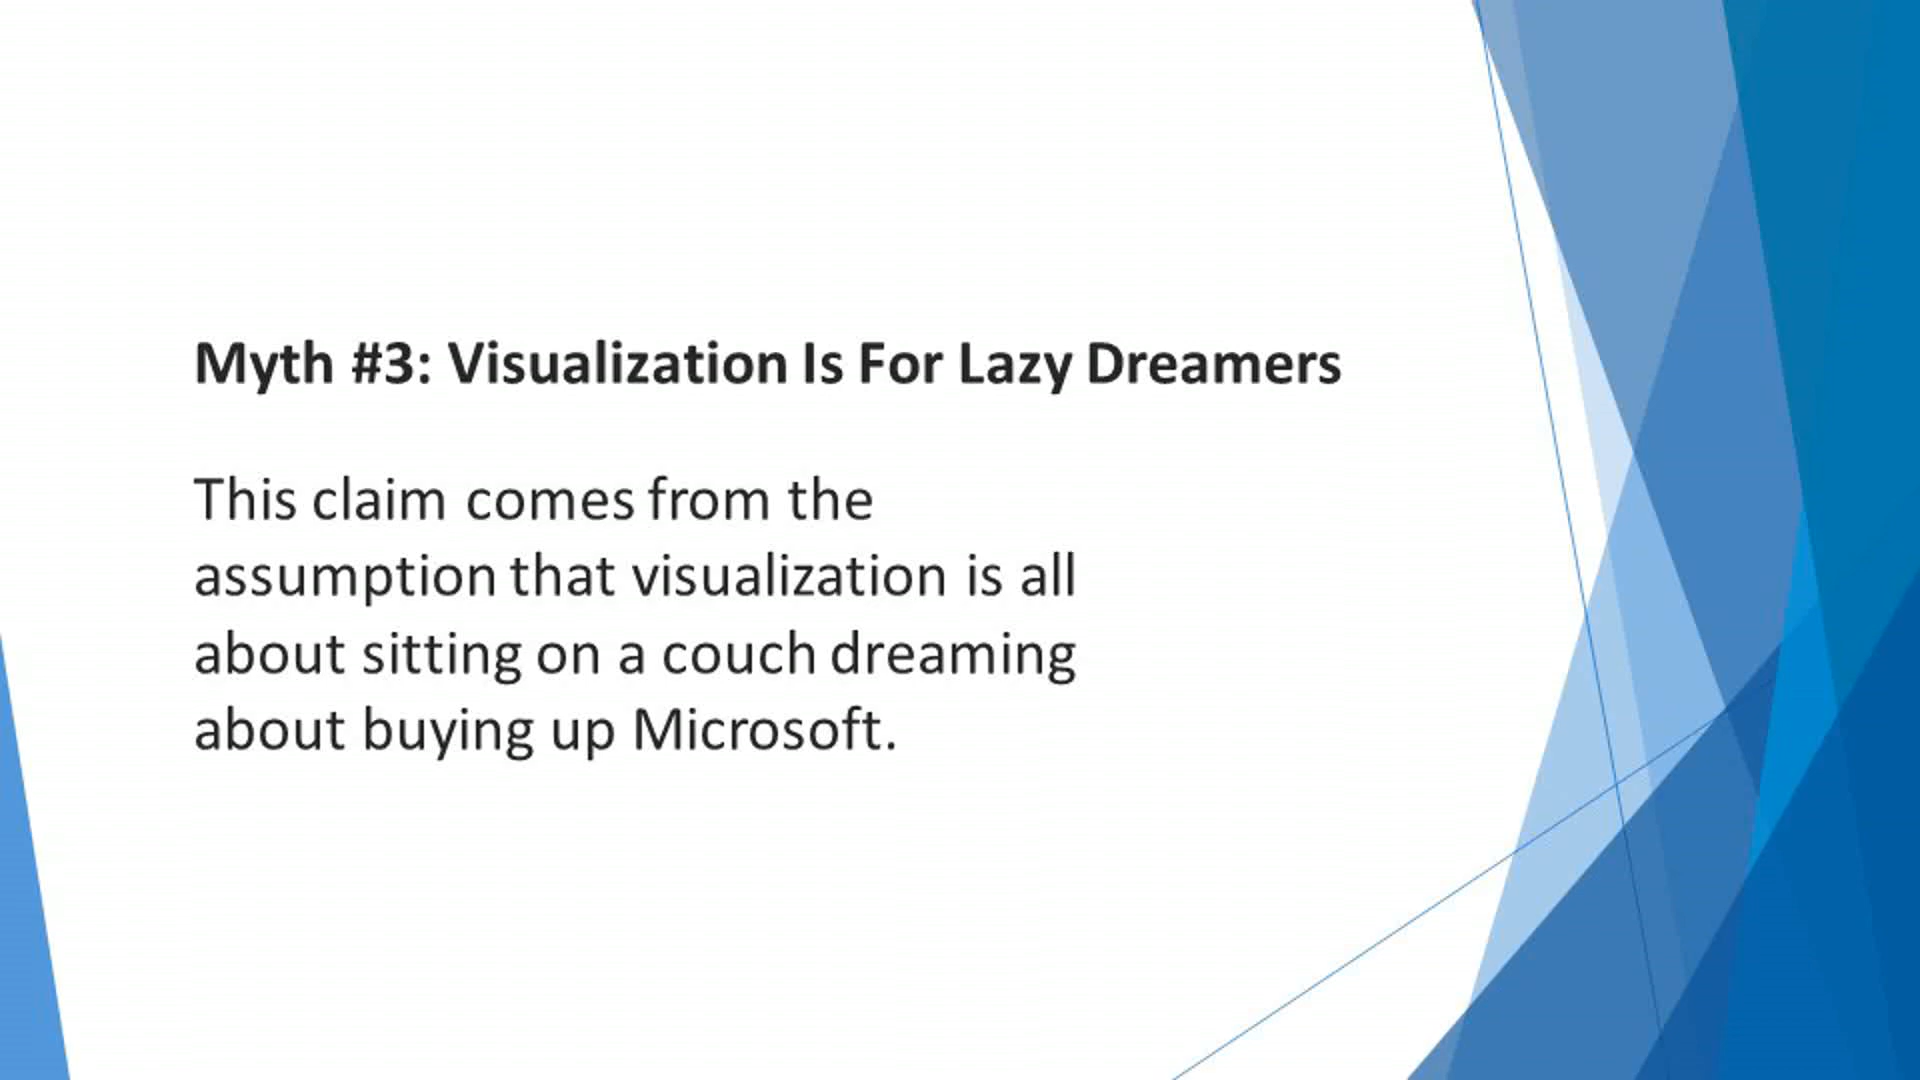 Myth #3: Visualization Is For Lazy Dreamers
This claim comes from the
assumption that visualization is all
about sitting on a couch dreaming
about buying up Microsoft.